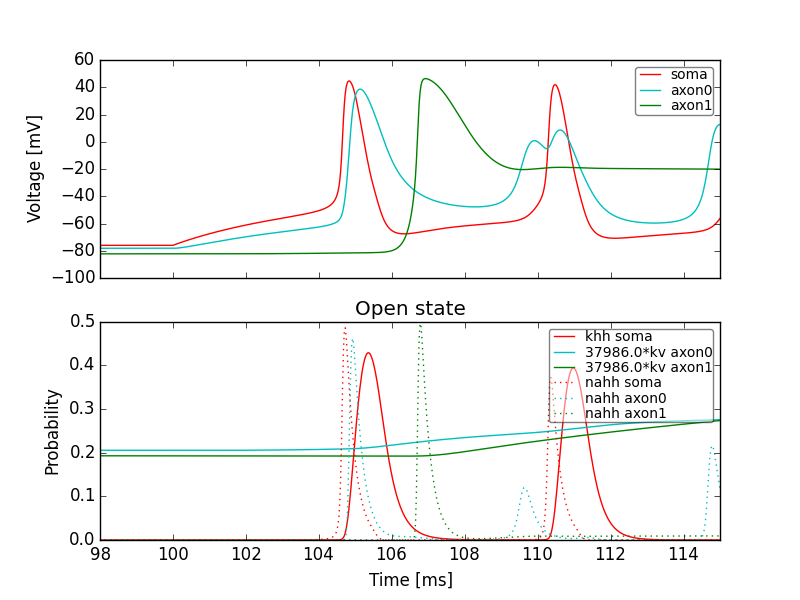 60
40
20
0
−20
−40
−60
−80
−100
Voltage [mV]
soma
axon0
axon1
Open state
0.5
0.4
0.3
0.2
0.1
0.0
Probability
khh soma
37986.0*kv axon0
37986.0*kv axon1
nahh soma
nahh axon0
nahh axon1
98 100 102 104 106 108 110 112 114
Time [ms]